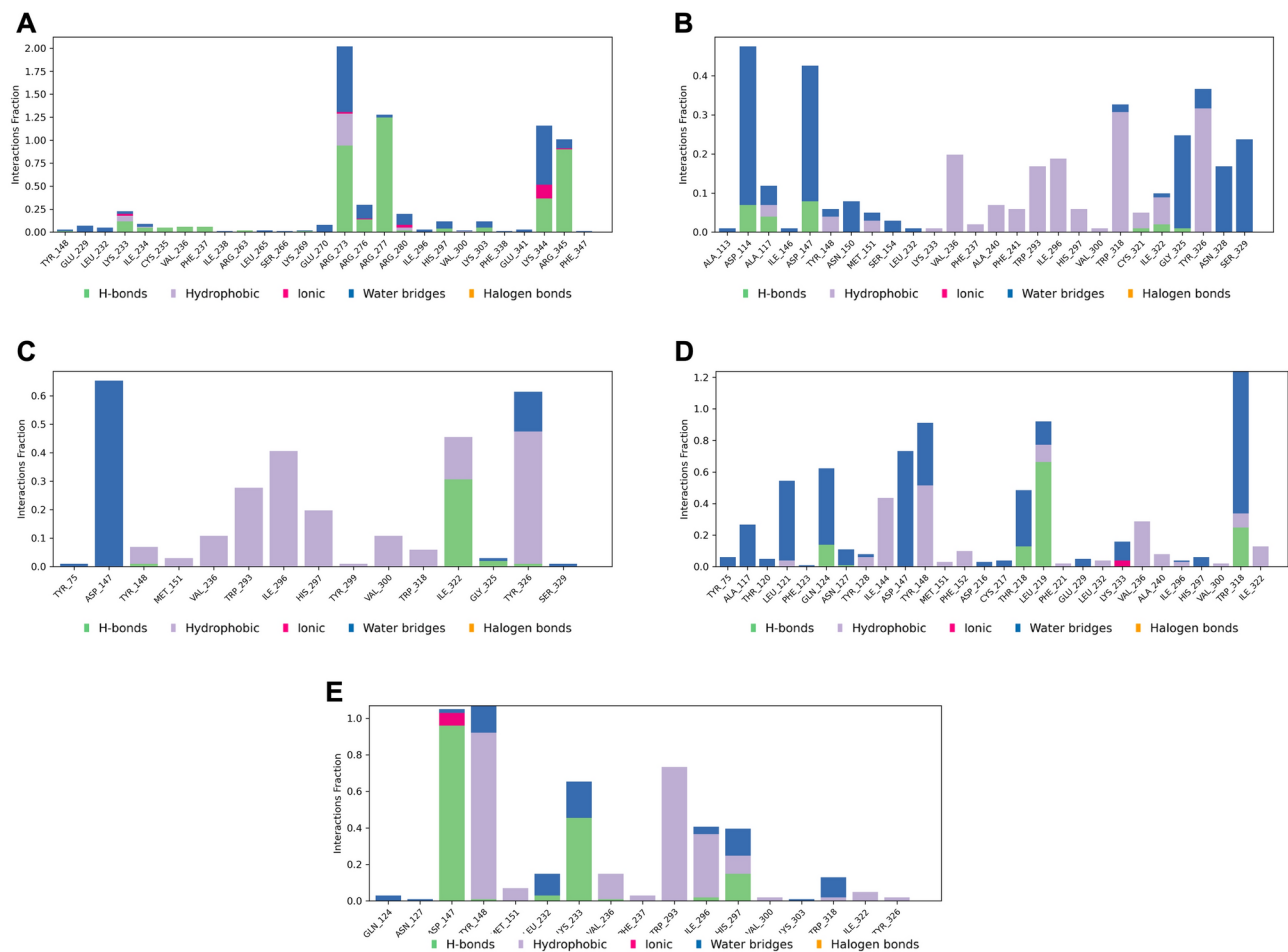 A
Interactions Fraction
2.00
1.75
1.50
1.25
1.00
0.75
0.50
0.25
0.00
TYR_148 GLU_229 LEU_232 LYS_233 ILE_234 CYS_235 VAL_236 PHE_237 ILE_238 ARG_263 LEU_265 SER_266 LYS_269 GLU_270 ARG_273 ARG_276 ARG_277 ARG_280 ILE_296 HIS_297 VAL_300 LYS_303 PHE_338 GLU_341 LYS_344 ARG_345 PHE_347
H-bonds Hydrophobic Ionic Water bridges Halogen bonds
B
Interactions Fraction
0.4
0.3
0.2
0.1
0.0
ALA_113 ASP_114 ALA_117 ILE_146 ASP_147 TYR_148 ASN_150 MET_151 SER_154 LEU_232 LYS_233 VAL_236 PHE_237 ALA_240 PHE_241 TRP_293 ILE_296 HIS_297 VAL_300 TRP_318 CYS_321 ILE_322 GLY_325 TYR_326 ASN_328 SER_329
H-bonds Hydrophobic Ionic Water bridges Halogen bonds
C
Interactions Fraction
0.6
0.5
0.4
0.3
0.2
0.1
0.0
TYR_75 ASP_147 TYR_148 MET_151 VAL_236 TRP_293 ILE_296 HIS_297 TYR_299 VAL_300 TRP_318 ILE_322 GLY_325 TYR_326 SER_329
H-bonds Hydrophobic Ionic Water bridges Halogen bonds
D
Interactions Fraction
1.2
1.0
0.8
0.6
0.4
0.2
0.0
TYR_75 ALA_117 THR_120 LEU_121 PHE_123 GLN_124 ASN_127 TYR_128 ILE_144 ASP_147 TYR_148 MET_151 PHE_152 ASP_216 CYS_217 THR_218 LEU_219 PHE_221 GLU_229 LEU_232 LYS_233 VAL_236 ALA_240 ILE_296 HIS_297 VAL_300 TRP_318 ILE_322
H-bonds Hydrophobic Ionic Water bridges Halogen bonds
E
Interactions Fraction
1.0
0.8
0.6
0.4
0.2
0.0
GLN_124 ASN_127 ASP_147 TYR_148 MET_151 LEU_232 LYS_233 VAL_236 PHE_237 TRP_293 ILE_296 HIS_297 VAL_300 LYS_303 TRP_318 ILE_322 TYR_326
H-bonds Hydrophobic Ionic Water bridges Halogen bonds